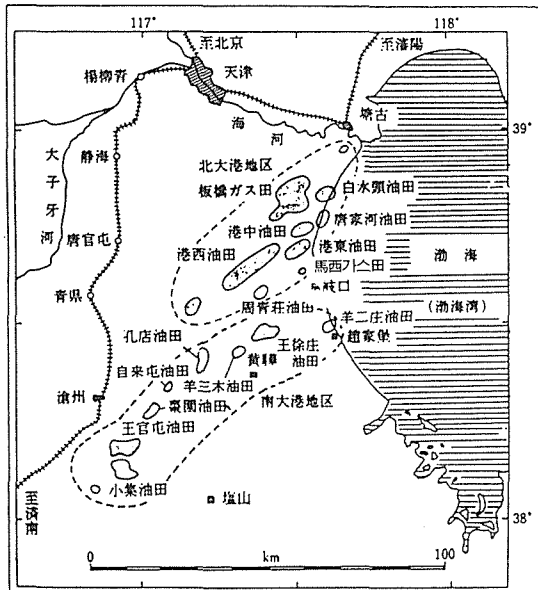 117°
118°
至北京
至瀋陽
楊柳青
天津
塘古
39°
海河
静海
大子牙河
北大港地区
板橋ガス田
白水頭油田
唐家河油田
港中油田
唐官屯
港西油田
港東油田
渤海
馬西가스田
岐口
(渤海湾)
青県
周青荘油田
羊二庄油田
趙家堡
孔店油田
王徐庄油田
自来屯油田
黄驊
羊三木油田
滄州
棗園油田
南大港地区
王官屯油田
小集油田
塩山
至済南
38°
0
km
100